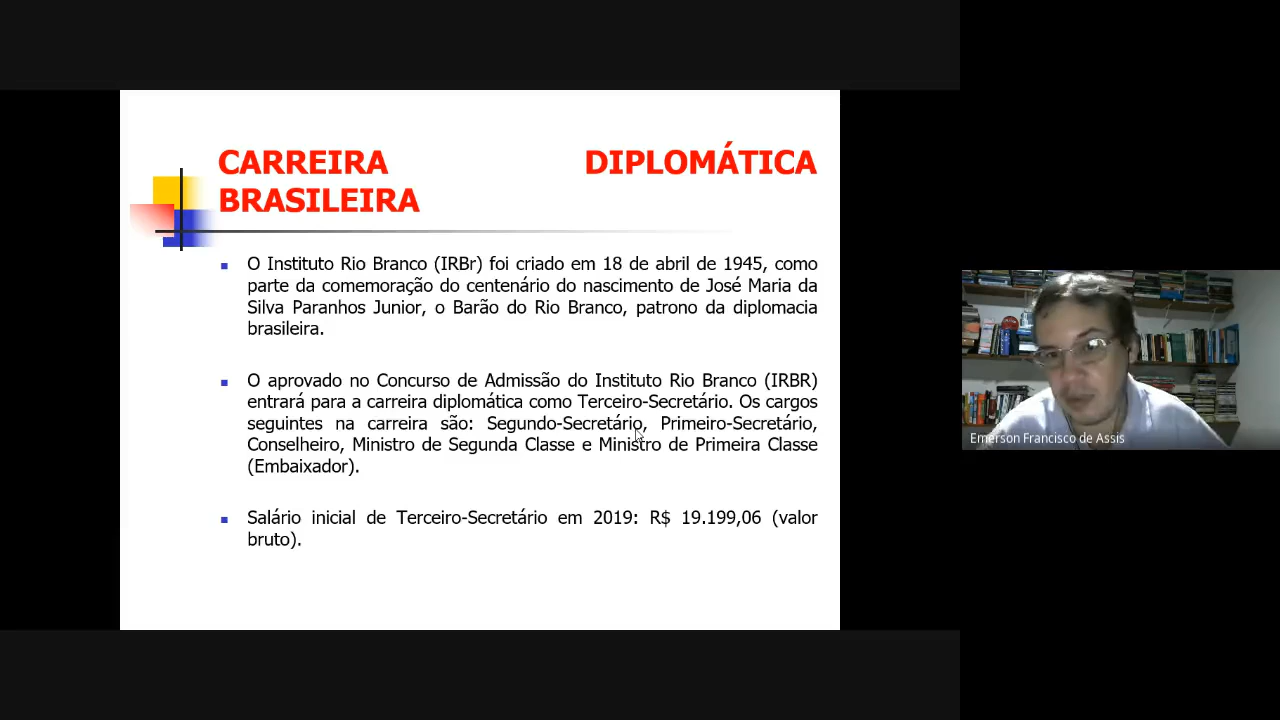 CARREIRA DIPLOMÁTICA
BRASILEIRA
O Instituto Rio Branco (IRBr) foi criado em 18 de abril de 1945, como
parte da comemoração do centenário do nascimento de José Maria da
Silva Paranhos Junior, o Barão do Rio Branco, patrono da diplomacia
brasileira.
O aprovado no Concurso de Admissão do Instituto Rio Branco (IRBR)
entrará para a carreira diplomática como Terceiro-Secretário. Os cargos
seguintes na carreira são: Segundo-Secretário, Primeiro-Secretário,
Conselheiro, Ministro de Segunda Classe e Ministro de Primeira Classe
(Embaixador).
Salário inicial de Terceiro-Secretário em 2019: R$ 19.199,06 (valor
bruto).
Emerson Francisco de Assis